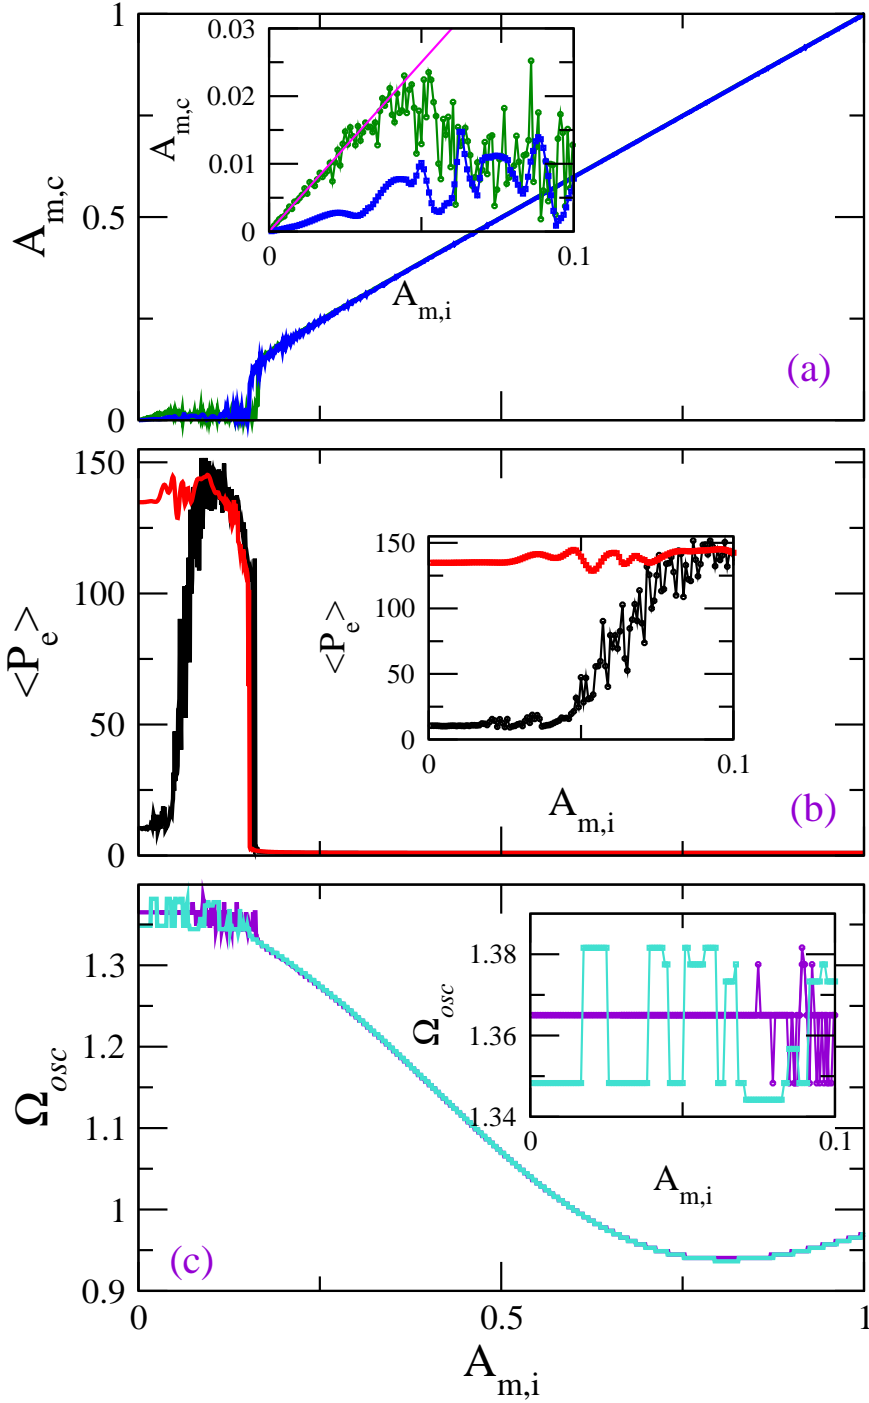 1
0.5
0
A_{m,c}
0.03
0.02
0.01
0
A_{m,c}
0
0.1
A_{m,i}
(a)
150
100
50
0
<P_e>
150
100
50
0
<P_e>
0
0.1
A_{m,i}
(b)
1.3
1.2
1.1
1
0.9
Ω_{osc}
1.38
1.36
1.34
Ω_{osc}
0
0.1
A_{m,i}
(c)
0
0.5
1
A_{m,i}